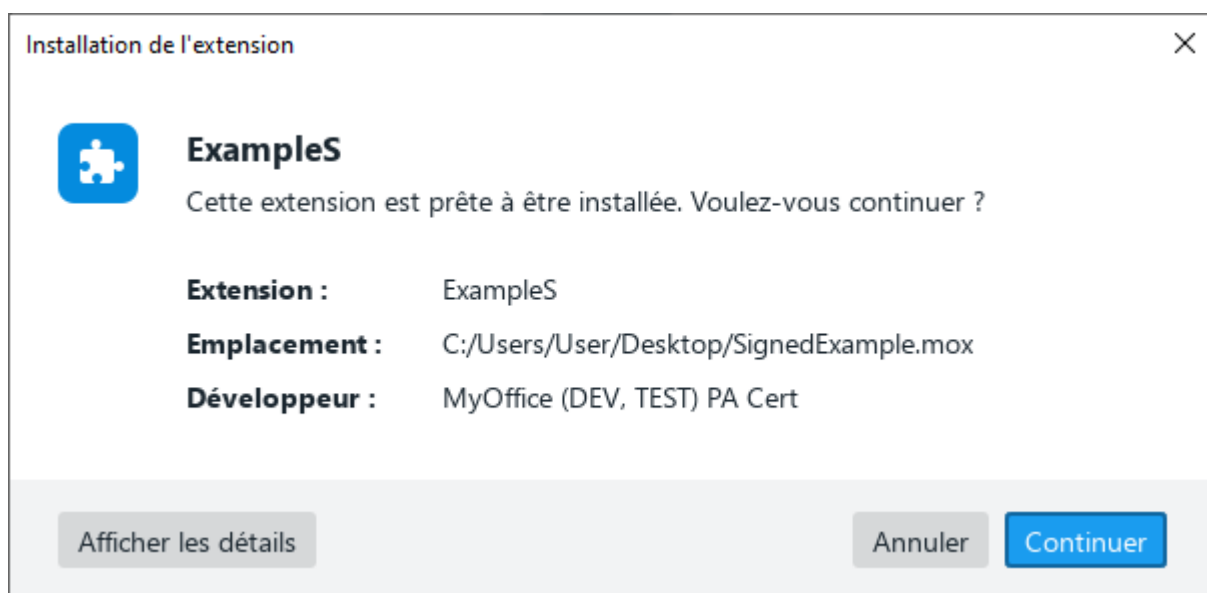 Installation de l'extension
ExampleS
Cette extension est prête à être installée. Voulez-vous continuer ?
Extension : ExampleS
Emplacement : C:/Users/User/Desktop/SignedExample.mox
Développeur : MyOffice (DEV, TEST) PA Cert
Afficher les détails Annuler Continuer